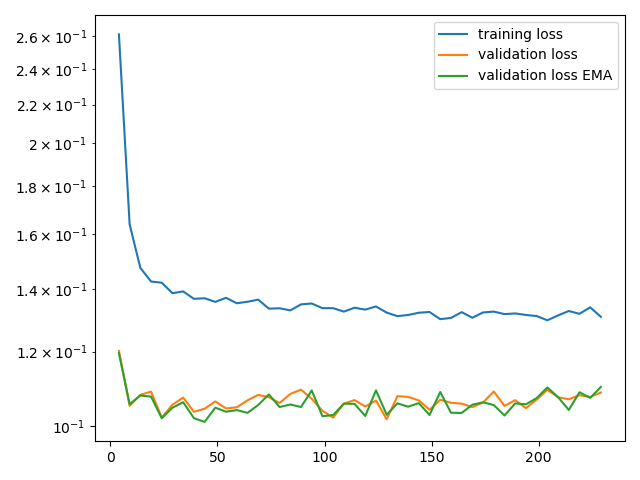 training loss
validation loss
validation loss EMA
2.6 × 10⁻¹
2.4 × 10⁻¹
2.2 × 10⁻¹
2 × 10⁻¹
1.8 × 10⁻¹
1.6 × 10⁻¹
1.4 × 10⁻¹
1.2 × 10⁻¹
10⁻¹
0 50 100 150 200